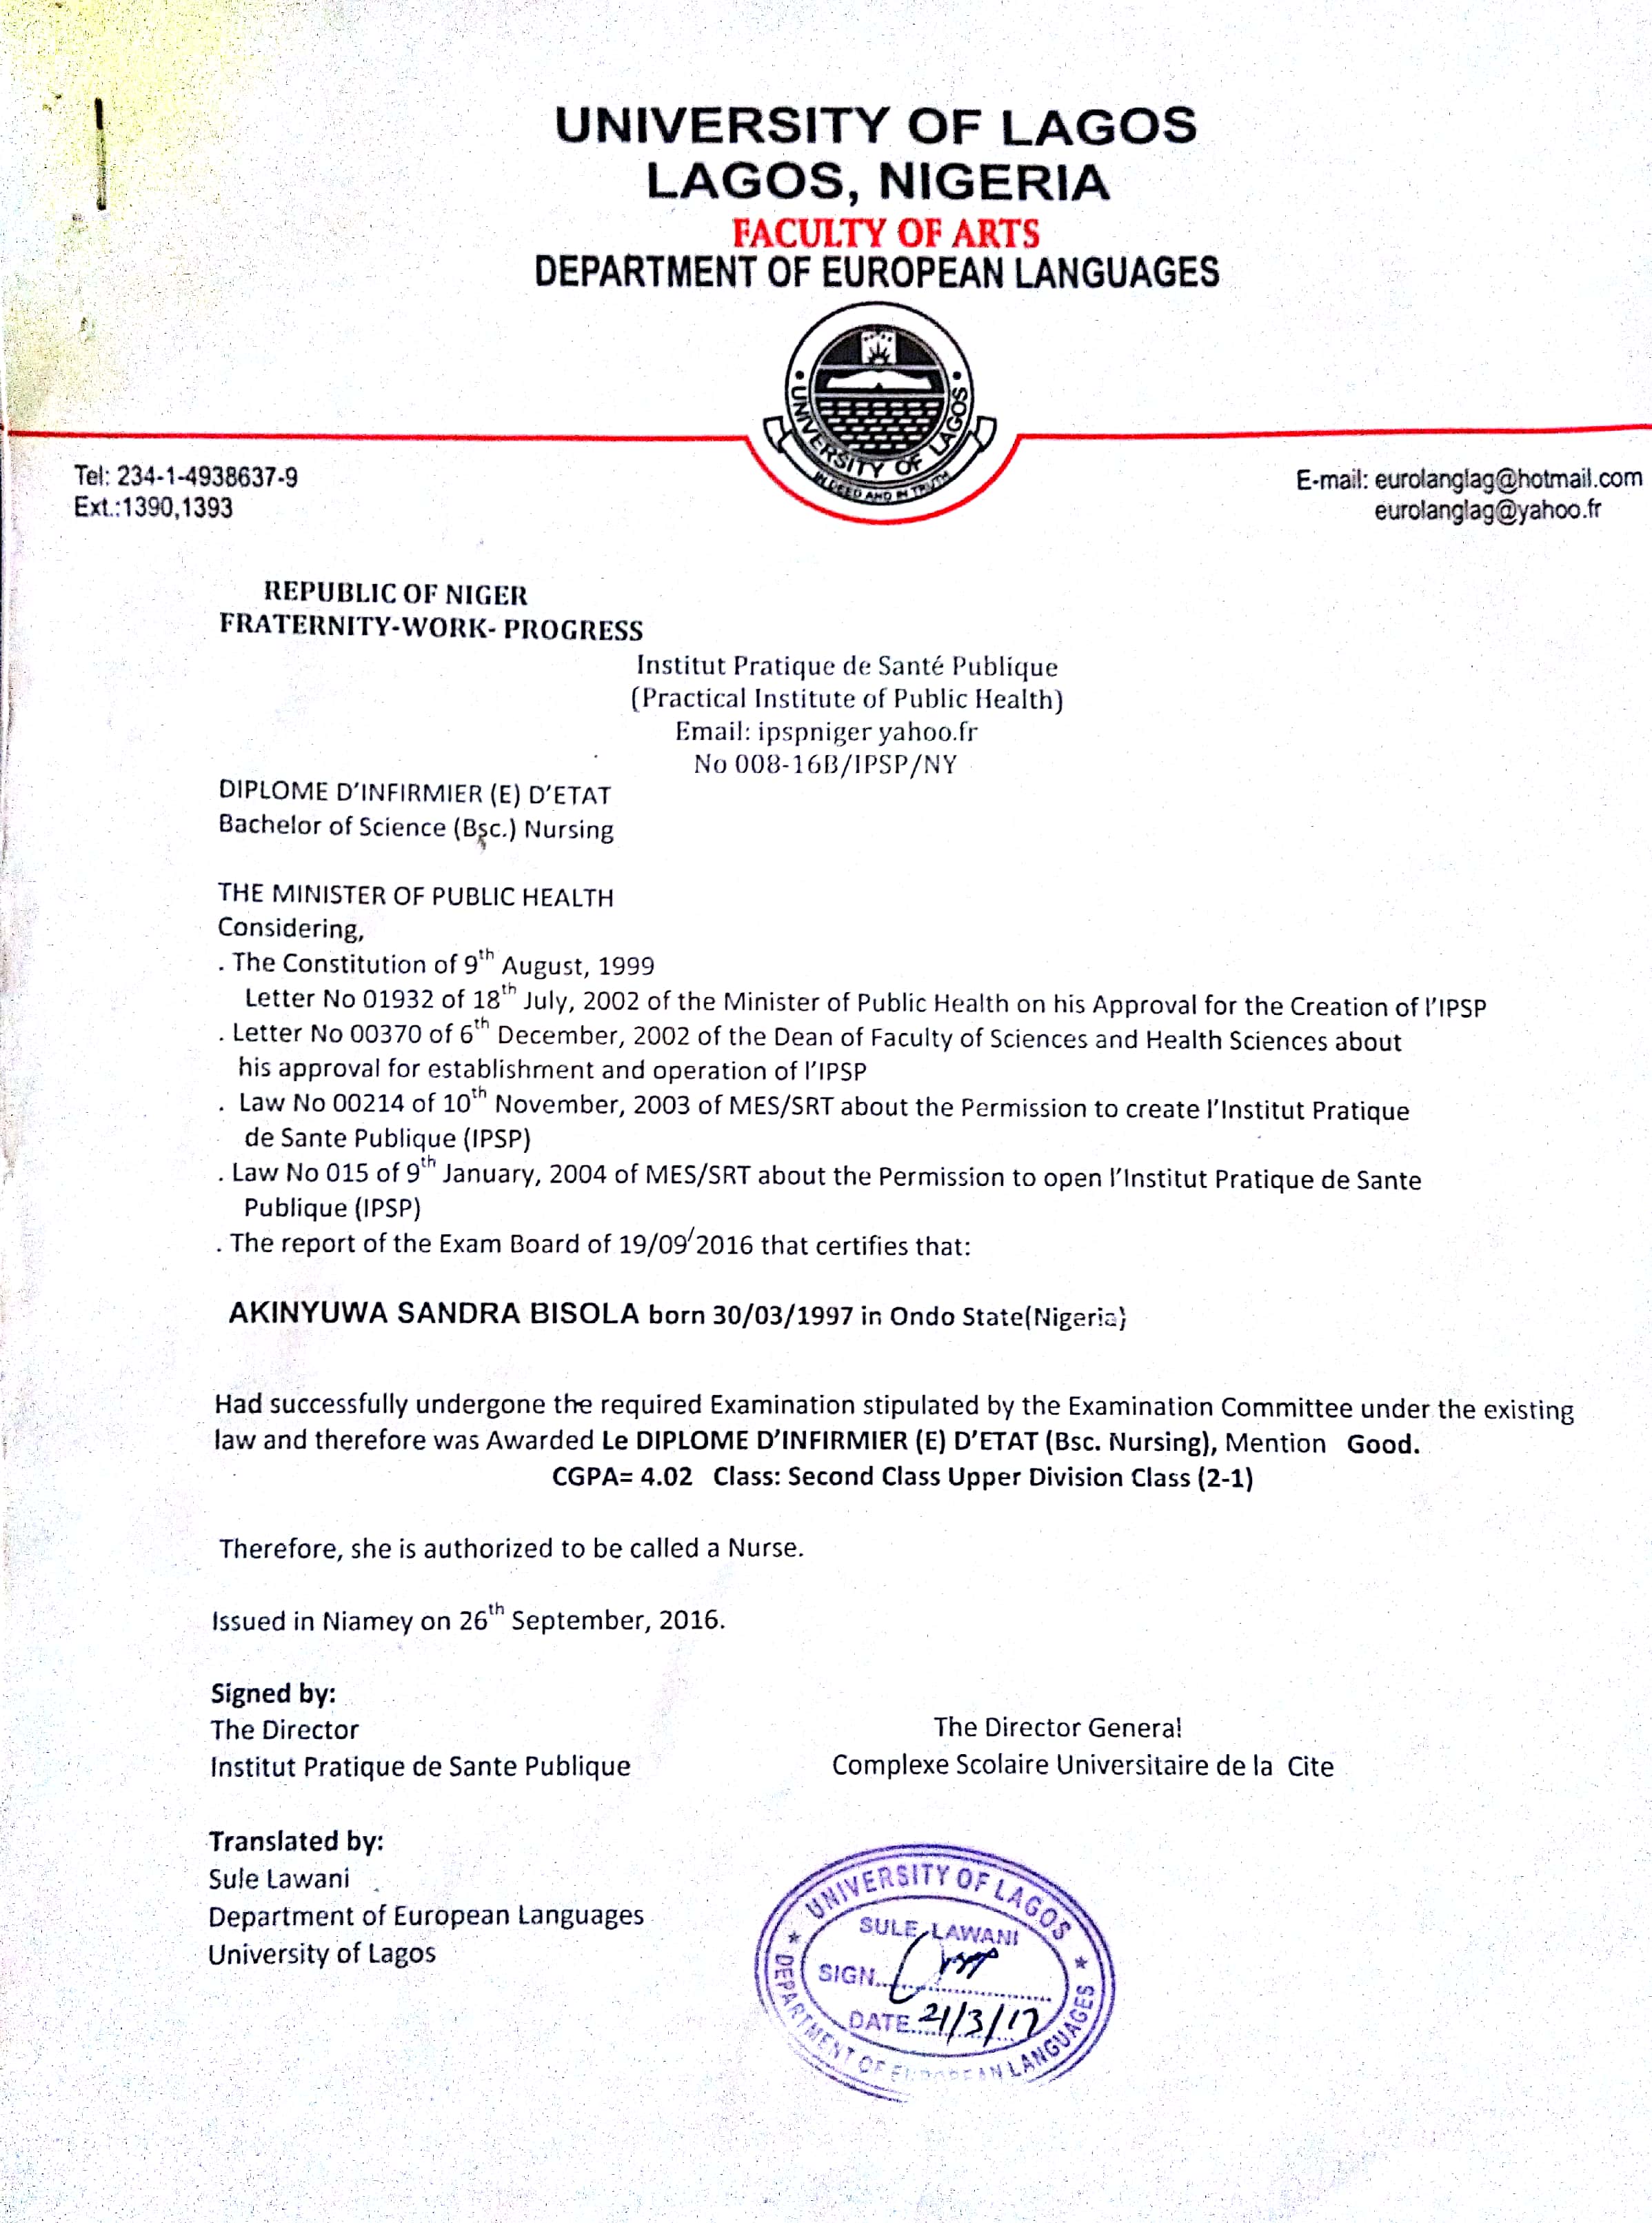 UNIVERSITY OF LAGOS
LAGOS, NIGERIA
FACULTY OF ARTS
DEPARTMENT OF EUROPEAN LANGUAGES
UNIVERSITY OF LAGOS
IN DEED AND IN TRUTH
Tel: 234-1-4938637-9
Ext.:1390,1393
E-mail: eurolanglag@hotmail.com
eurolanglag@yahoo.fr
REPUBLIC OF NIGER
FRATERNITY-WORK- PROGRESS
Institut Pratique de Santé Publique
(Practical Institute of Public Health)
Email: ipspniger yahoo.fr
No 008-16B/IPSP/NY
DIPLOME D'INFIRMIER (E) D'ETAT
Bachelor of Science (Bsc.) Nursing
THE MINISTER OF PUBLIC HEALTH
Considering,
. The Constitution of 9th August, 1999
Letter No 01932 of 18th July, 2002 of the Minister of Public Health on his Approval for the Creation of l'IPSP
. Letter No 00370 of 6th December, 2002 of the Dean of Faculty of Sciences and Health Sciences about
his approval for establishment and operation of l'IPSP
. Law No 00214 of 10th November, 2003 of MES/SRT about the Permission to create l'Institut Pratique
de Sante Publique (IPSP)
. Law No 015 of 9th January, 2004 of MES/SRT about the Permission to open l'Institut Pratique de Sante
Publique (IPSP)
. The report of the Exam Board of 19/09/2016 that certifies that:
AKINYUWA SANDRA BISOLA born 30/03/1997 in Ondo State(Nigeria)
Had successfully undergone the required Examination stipulated by the Examination Committee under the existing
law and therefore was Awarded Le DIPLOME D'INFIRMIER (E) D'ETAT (Bsc. Nursing), Mention Good.
CGPA= 4.02 Class: Second Class Upper Division Class (2-1)
Therefore, she is authorized to be called a Nurse.
Issued in Niamey on 26th September, 2016.
Signed by:
The Director
Institut Pratique de Sante Publique
The Director General
Complexe Scolaire Universitaire de la Cite
Translated by:
Sule Lawani
Department of European Languages
University of Lagos
UNIVERSITY OF LAGOS
SULE LAWANI
SIGN
DATE 21/3/17
DEPARTMENT OF EUROPEAN LANGUAGES